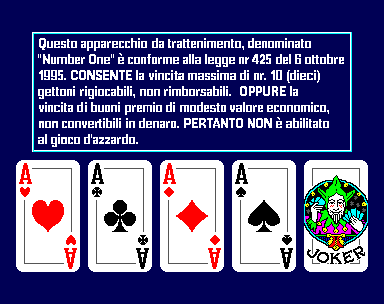 Questo apparecchio da trattenimento, denominato
"Number One" è conforme alla legge nr 425 del 6 ottobre
1995. CONSENTE la vincita massima di nr. 10 (dieci)
gettoni rigiocabili, non rimborsabili. OPPURE la
vincita di buoni premio di modesto valore economico,
non convertibili in denaro. PERTANTO NON è abilitato
al gioco d'azzardo.
A A A A
A A A A JOKER